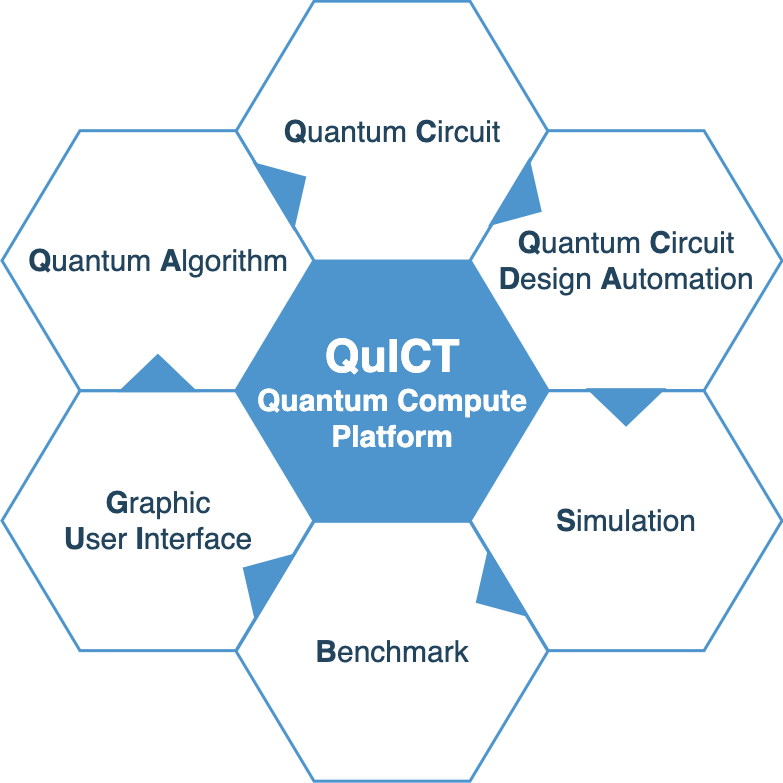 Quantum Circuit
Quantum Circuit
Design Automation
Quantum Algorithm
QuICT
Quantum Compute
Platform
Graphic
User Interface
Simulation
Benchmark